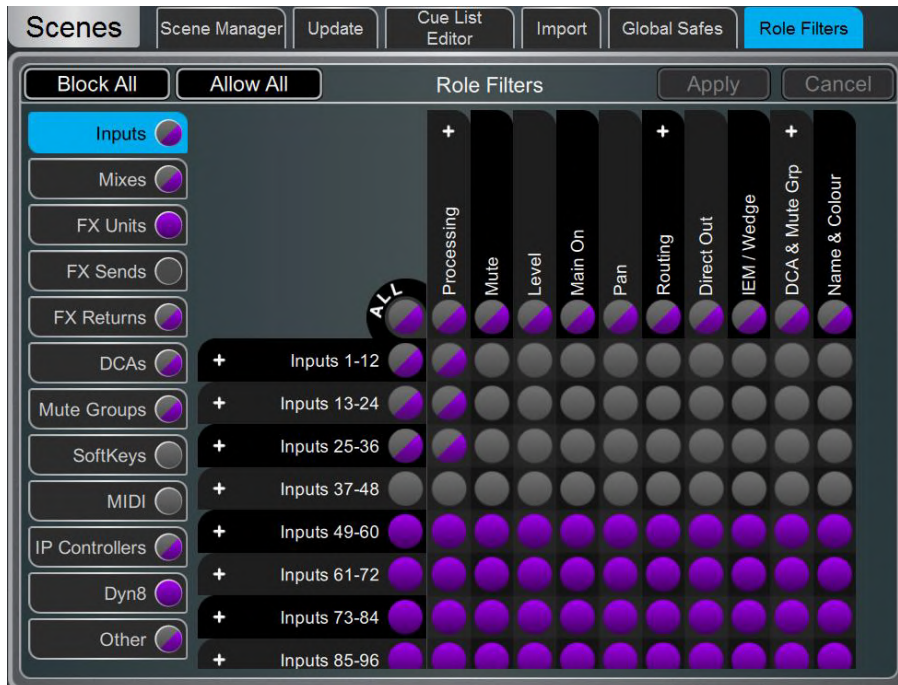 Scenes
Scene Manager
Update
Cue List
Editor
Import
Global Safes
Role Filters
Block All
Allow All
Role Filters
Apply
Cancel
Inputs
Mixes
FX Units
FX Sends
FX Returns
DCAs
Mute Groups
SoftKeys
MIDI
IP Controllers
Dyn8
Other
+
+
+
Processing
Mute
Level
Main On
Pan
Routing
Direct Out
IEM / Wedge
DCA & Mute Grp
Name & Colour
ALL
+ Inputs 1-12
+ Inputs 13-24
+ Inputs 25-36
+ Inputs 37-48
+ Inputs 49-60
+ Inputs 61-72
+ Inputs 73-84
+ Inputs 85-96